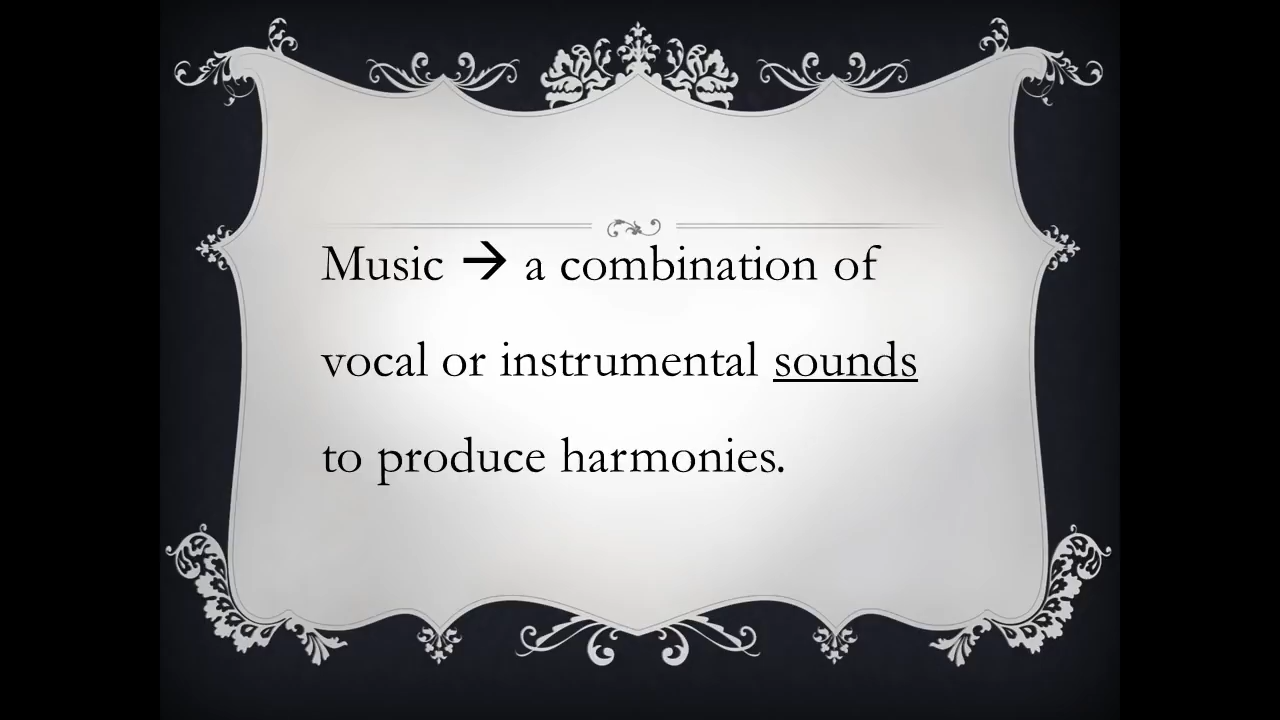 Music → a combination of
vocal or instrumental sounds
to produce harmonies.